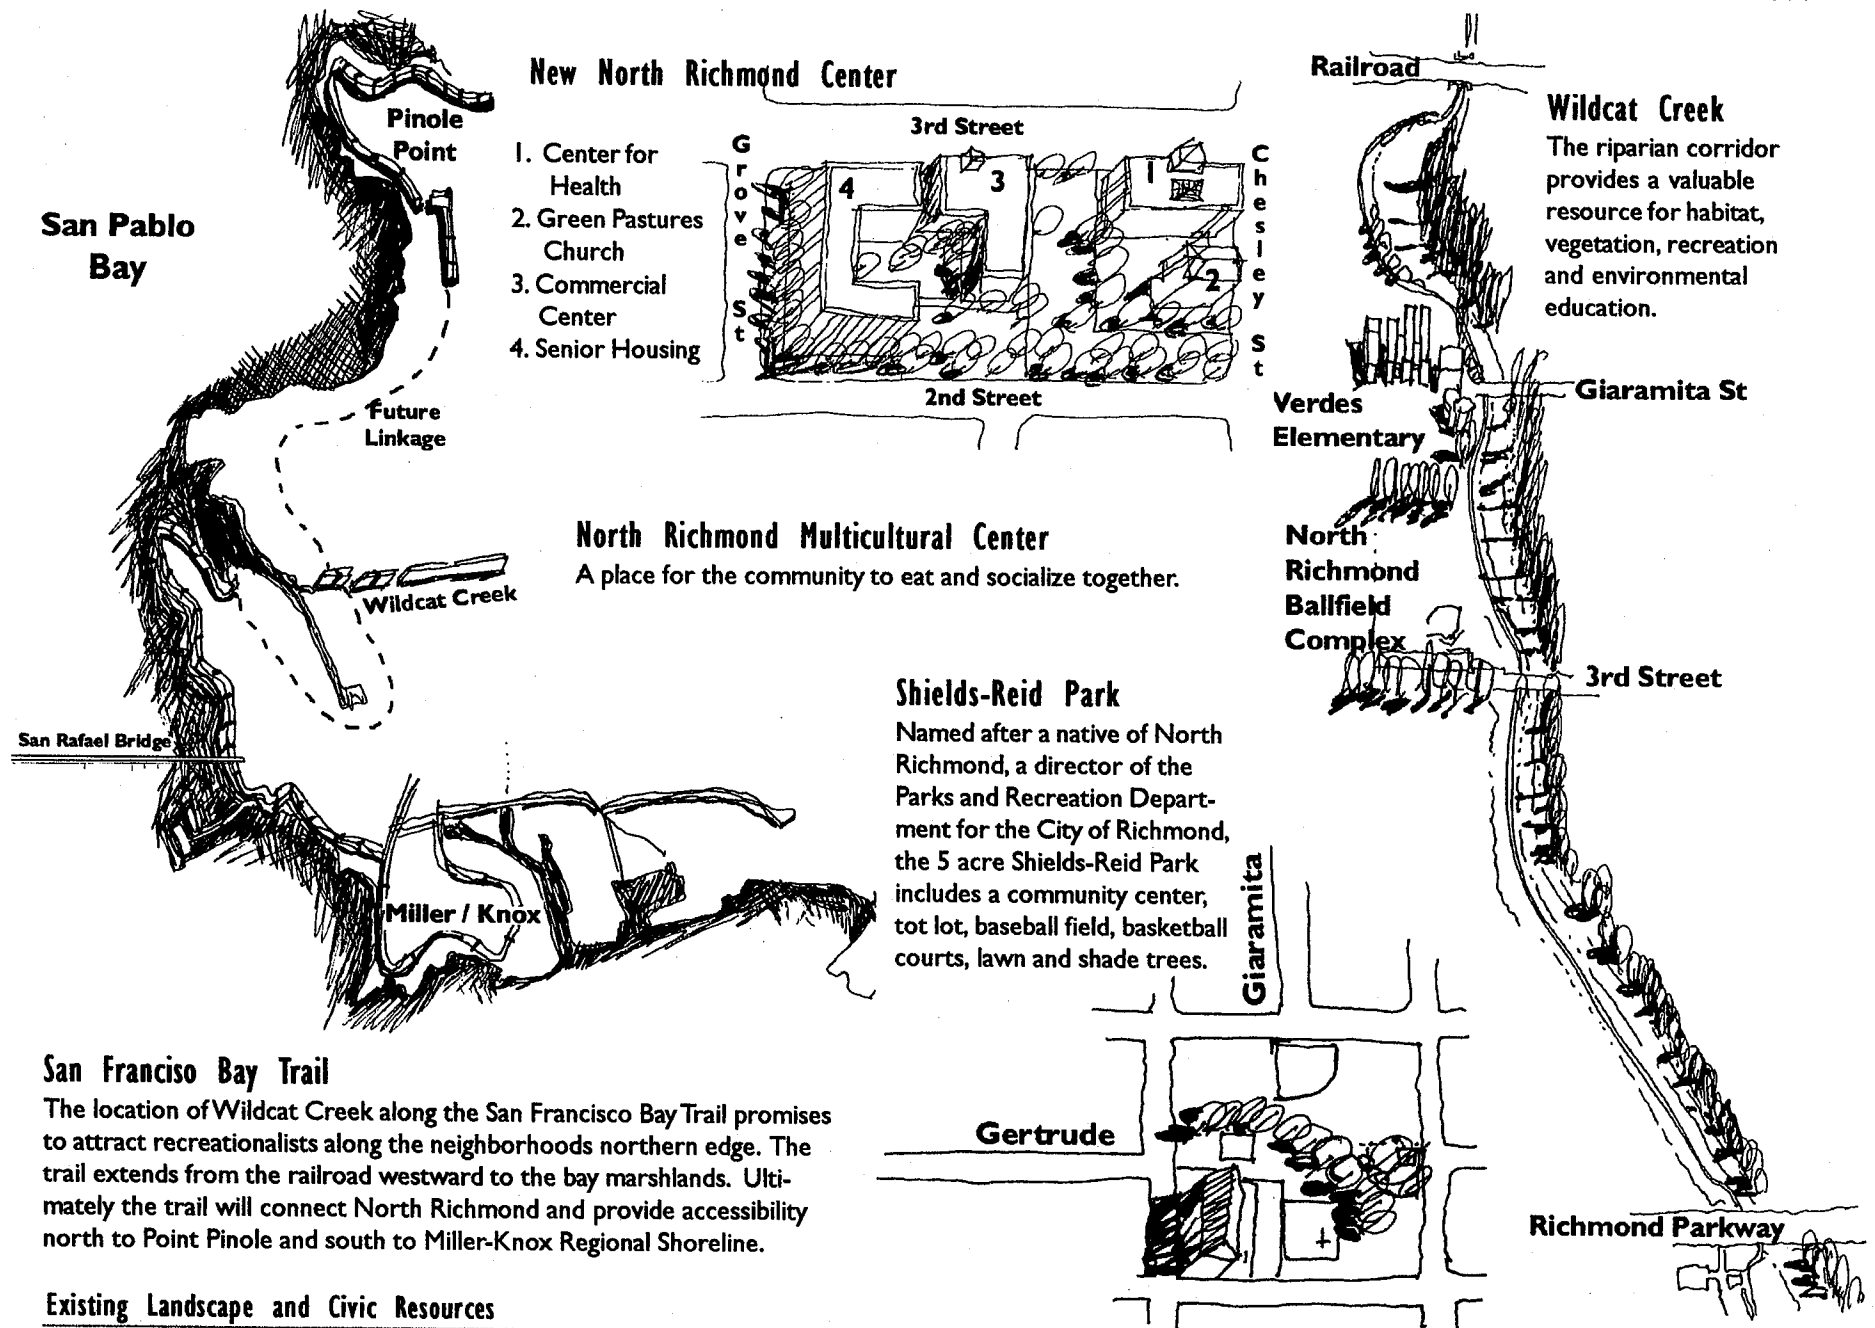 New North Richmond Center
1. Center for
Health
2. Green Pastures
Church
3. Commercial
Center
4. Senior Housing
3rd Street
Grove St
Chesley St
4
3
1
2
2nd Street
Pinole
Point
San Pablo
Bay
Future
Linkage
Wildcat Creek
San Rafael Bridge
Miller / Knox
North Richmond Multicultural Center
A place for the community to eat and socialize together.
Shields-Reid Park
Named after a native of North
Richmond, a director of the
Parks and Recreation Depart-
ment for the City of Richmond,
the 5 acre Shields-Reid Park
includes a community center,
tot lot, baseball field, basketball
courts, lawn and shade trees.
Giaramita
Gertrude
Railroad
Wildcat Creek
The riparian corridor
provides a valuable
resource for habitat,
vegetation, recreation
and environmental
education.
Giaramita St
Verdes
Elementary
North
Richmond
Ballfield
Complex
3rd Street
Richmond Parkway
San Franciso Bay Trail
The location of Wildcat Creek along the San Francisco Bay Trail promises
to attract recreationalists along the neighborhoods northern edge. The
trail extends from the railroad westward to the bay marshlands. Ulti-
mately the trail will connect North Richmond and provide accessibility
north to Point Pinole and south to Miller-Knox Regional Shoreline.
Existing Landscape and Civic Resources